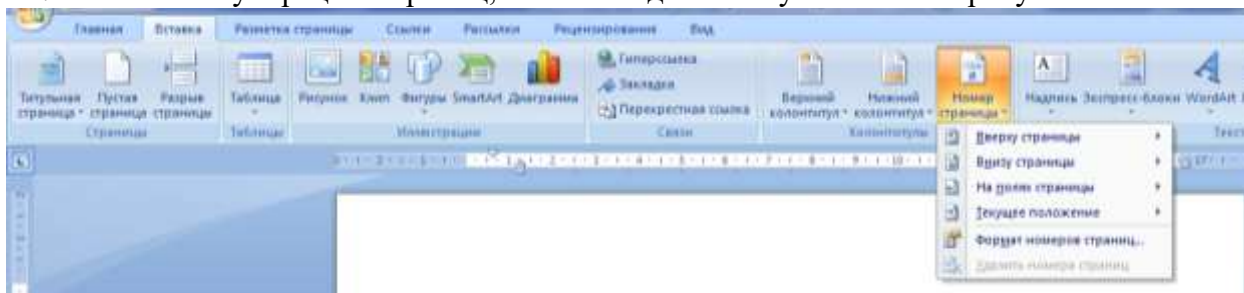 Главная Вставка Разметка страницы Ссылки Рассылки Рецензирование Вид
Титульная страница Пустая страница Разрыв страницы
Таблица
Рисунок Клип Фигуры SmartArt Диаграмма
Гиперссылка
Закладка
Перекрестная ссылка
Верхний колонтитул Нижний колонтитул Номер страницы
Надпись Экспресс-блоки WordArt
Страницы Таблицы Иллюстрации Связи Колонтитулы Текст
Вверху страницы
Внизу страницы
На полях страницы
Текущее положение
Формат номеров страниц...
Удалить номера страниц